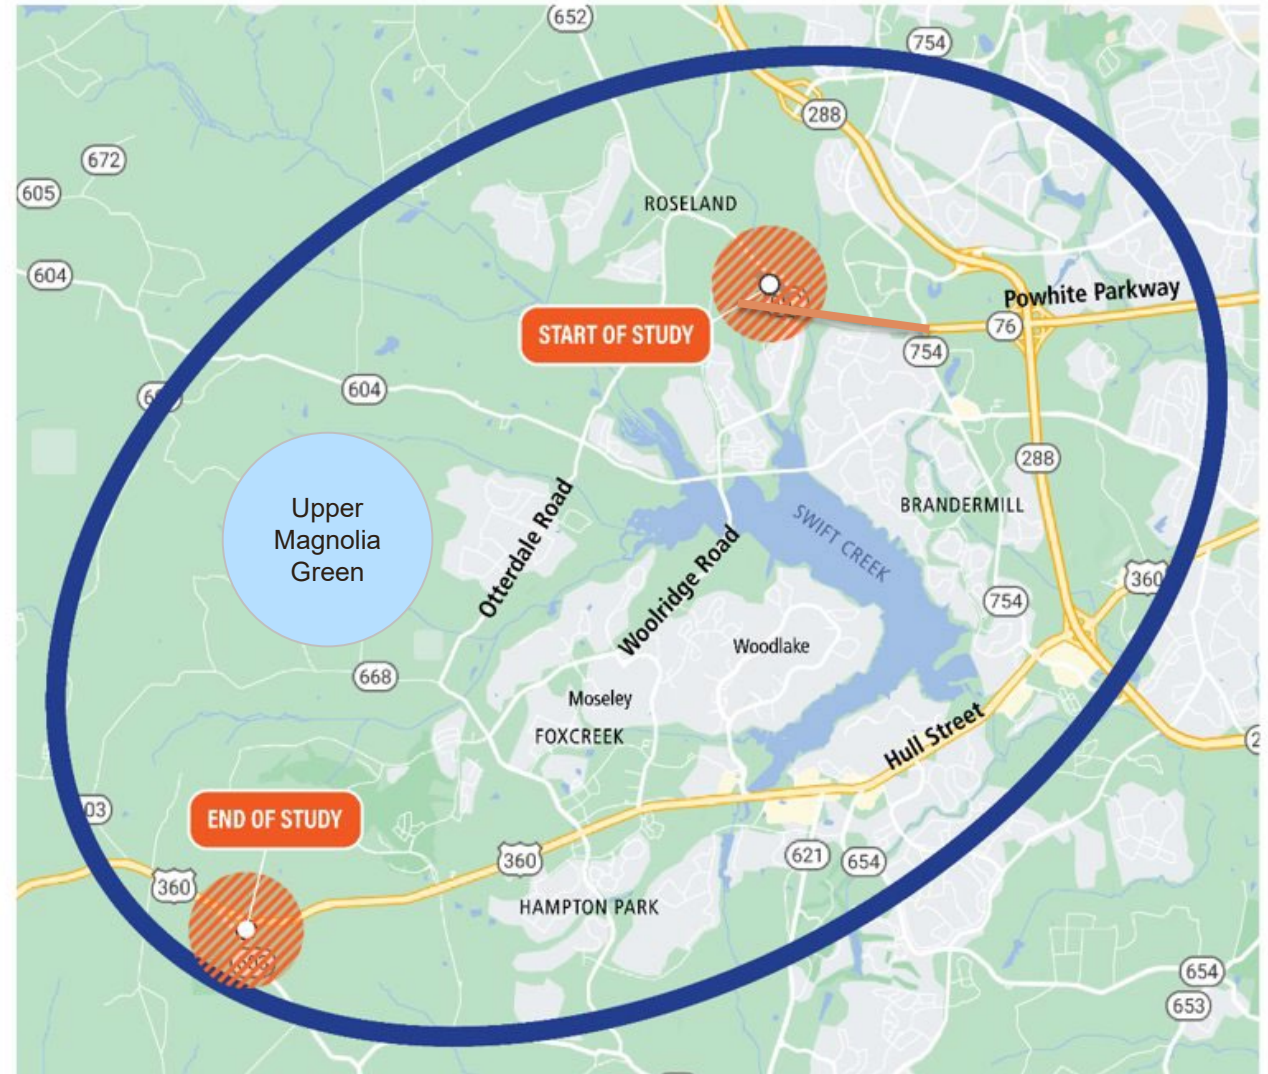 652
754
288
672
605
ROSELAND
604
Powhite Parkway
START OF STUDY
76
754
604
288
Upper
Magnolia
Green
Otterdale Road
BRANDERMILL
SWIFT CREEK
Woolridge Road
360
754
Woodlake
668
Moseley
FOXCREEK
Hull Street
03
END OF STUDY
360
360
621
654
HAMPTON PARK
654
653